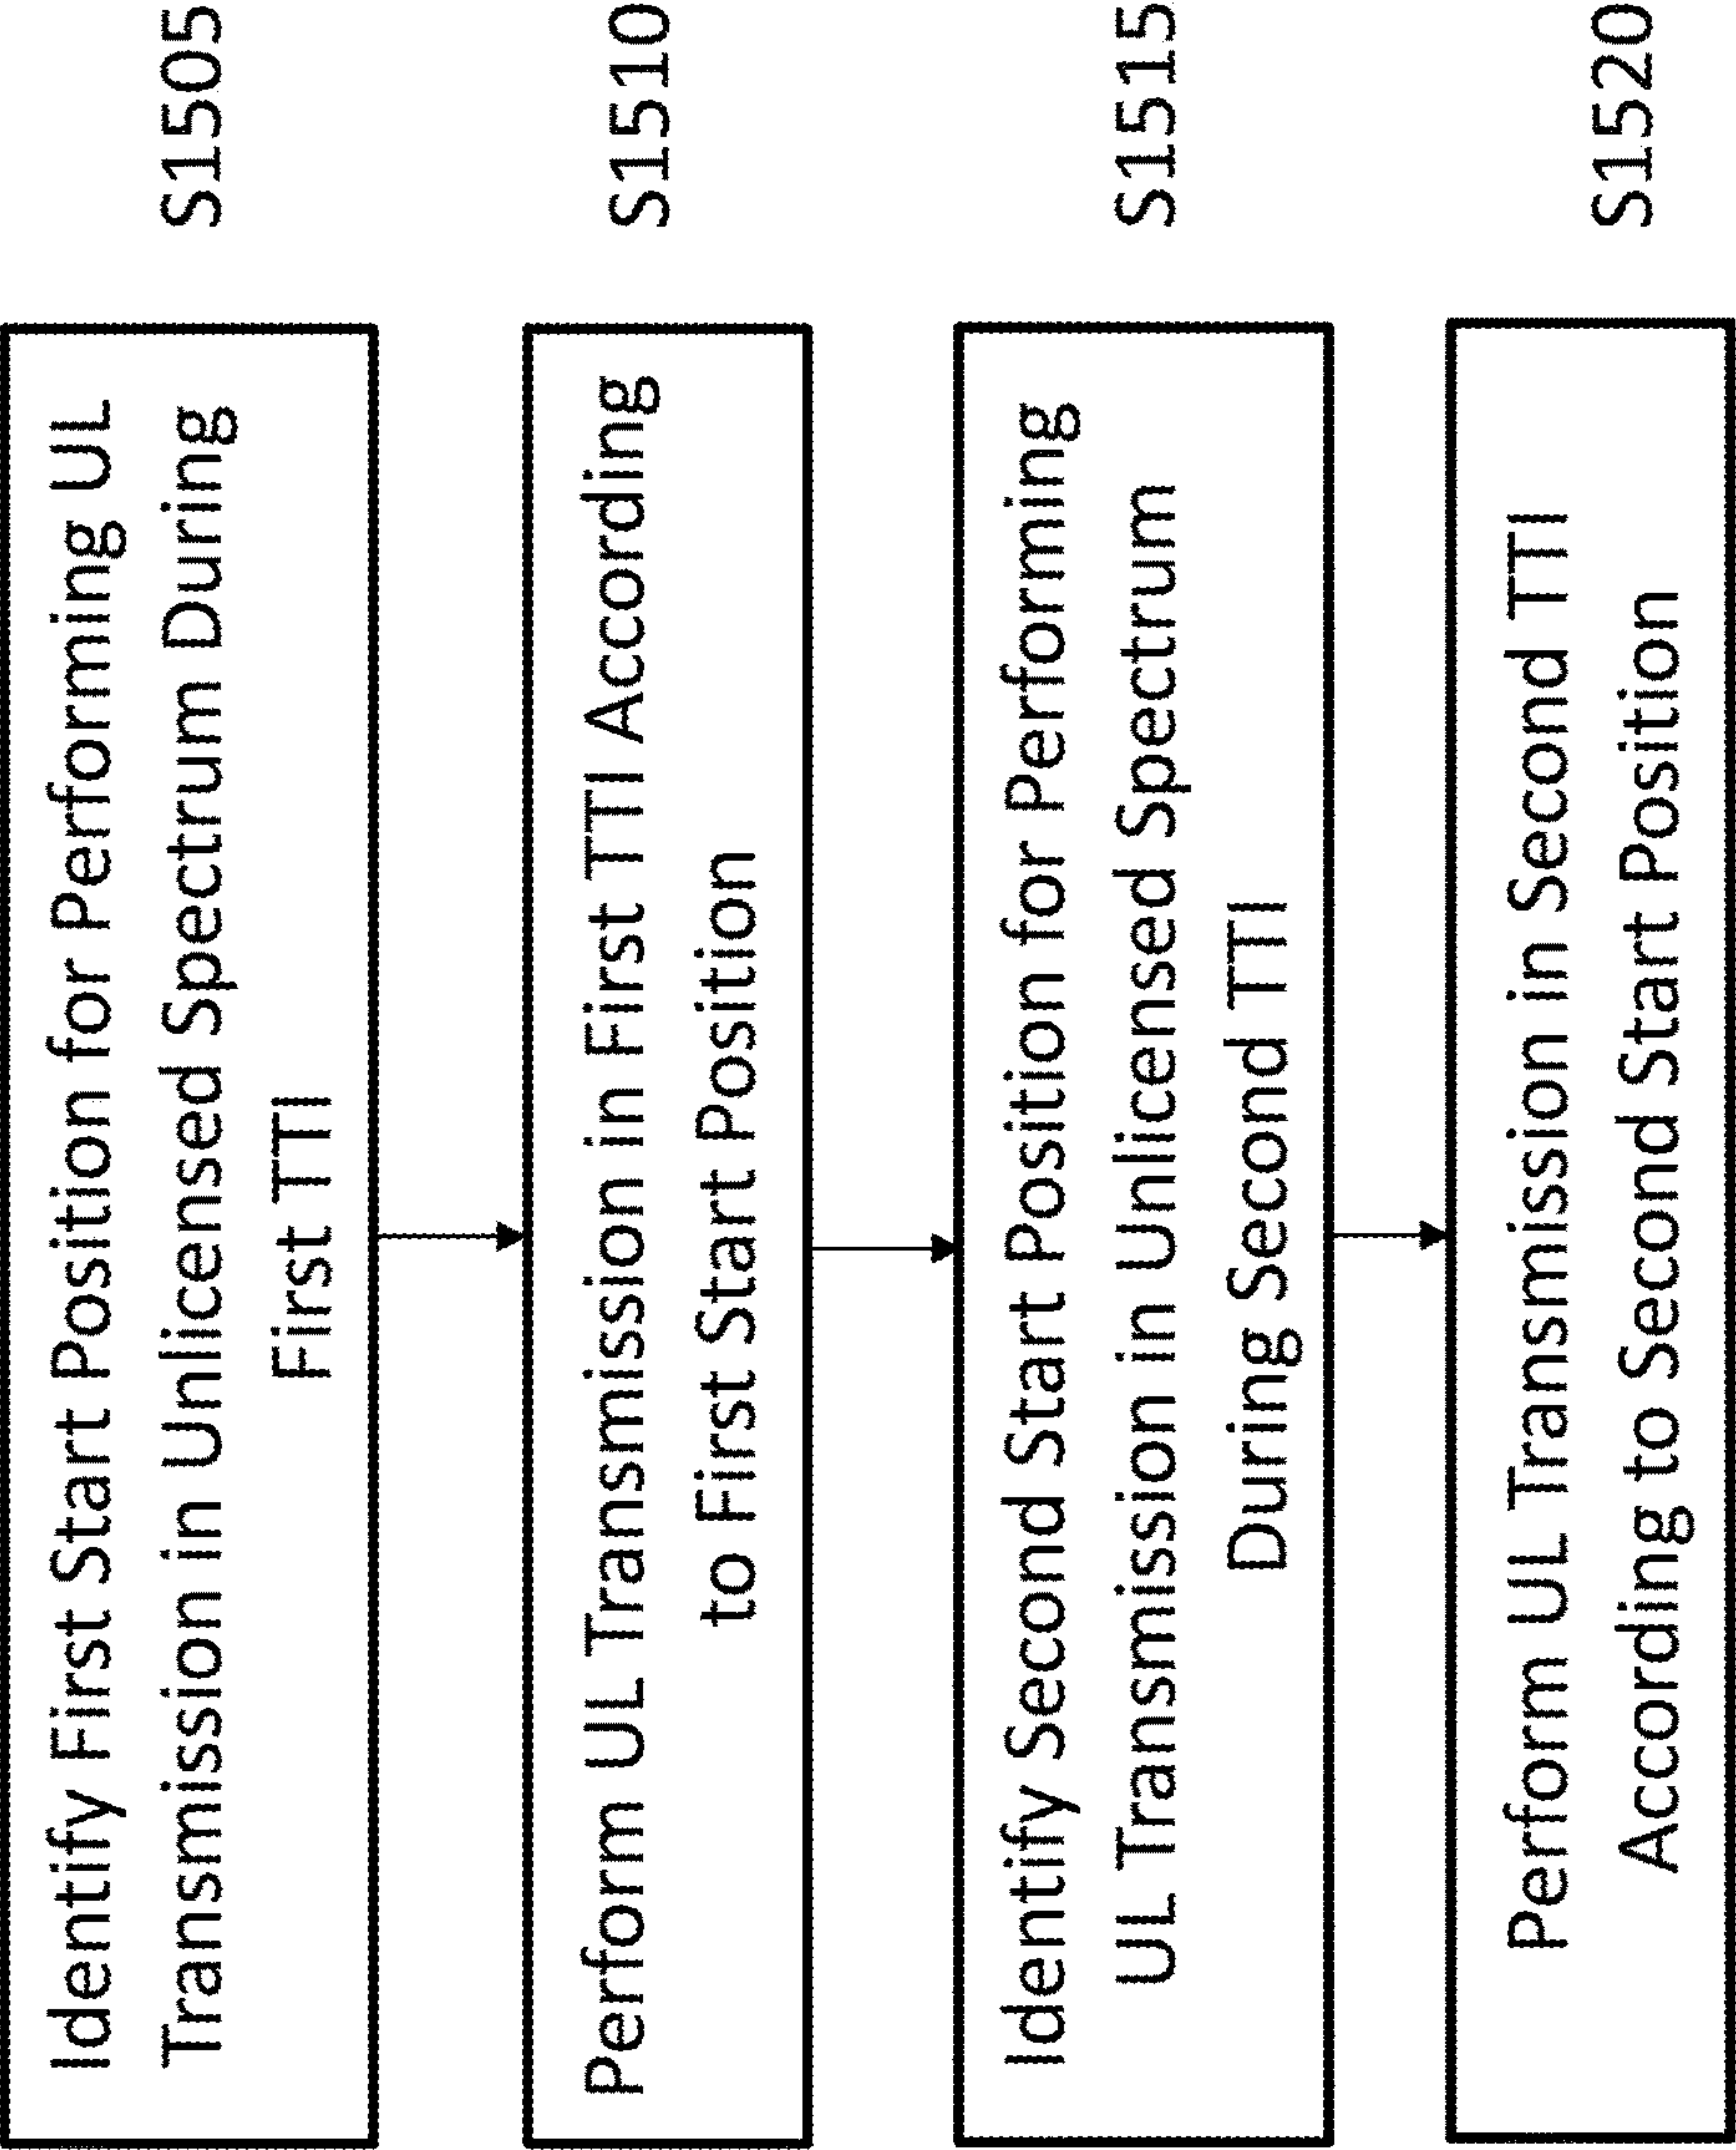 Identify First Start Position for Performing UL
Transmission in Unlicensed Spectrum During
First TTI
S1505
Perform UL Transmission in First TTI According
to First Start Position
S1510
Identify Second Start Position for Performing
UL Transmission in Unlicensed Spectrum
During Second TTI
S1515
Perform UL Transmission in Second TTI
According to Second Start Position
S1520